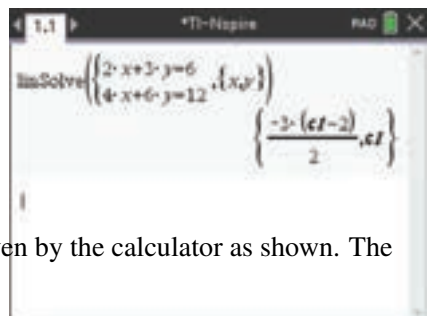 1.1 *TI-Nspire RAD
linSolve({2·x+3·y=6
4·x+6·y=12 ,{x,y})
{-3·(c1-2)/2,c1}
en by the calculator as shown. The